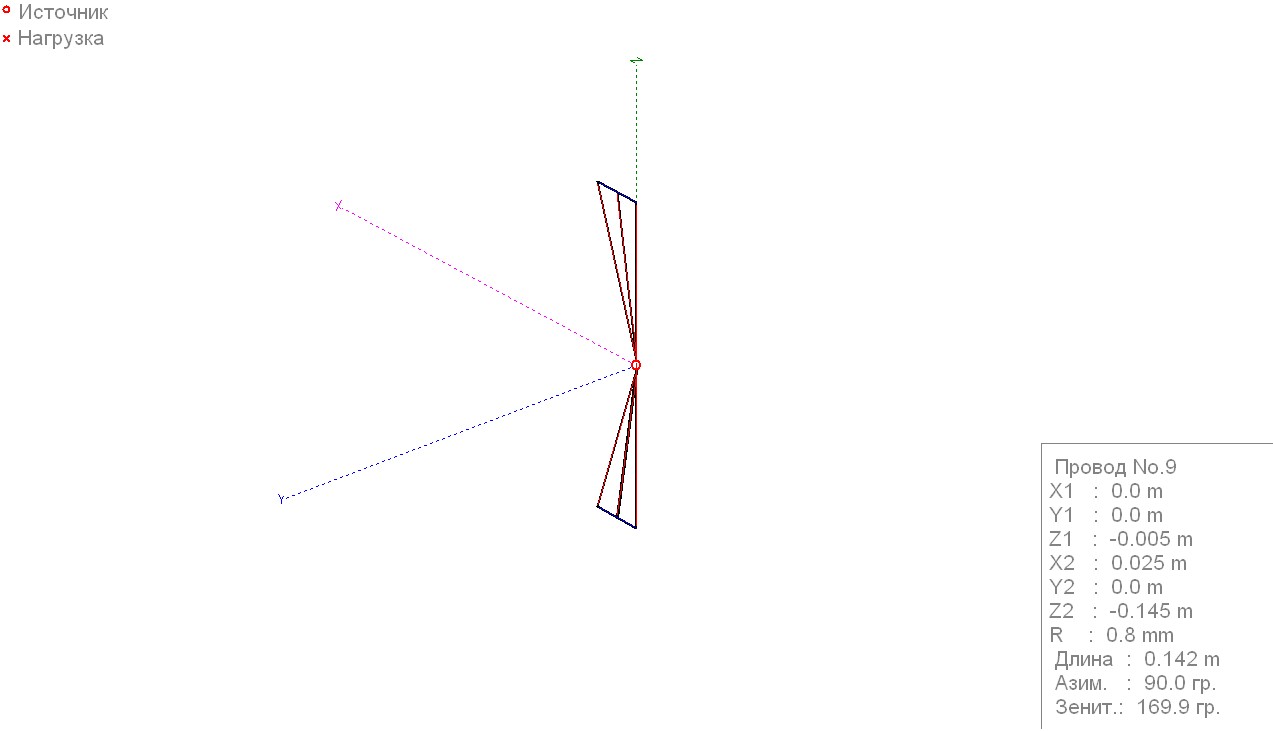 Источник
Нагрузка
Z
X
Y
Провод No.9
X1 : 0.0 m
Y1 : 0.0 m
Z1 : -0.005 m
X2 : 0.025 m
Y2 : 0.0 m
Z2 : -0.145 m
R : 0.8 mm
Длина : 0.142 m
Азим. : 90.0 гр.
Зенит.: 169.9 гр.